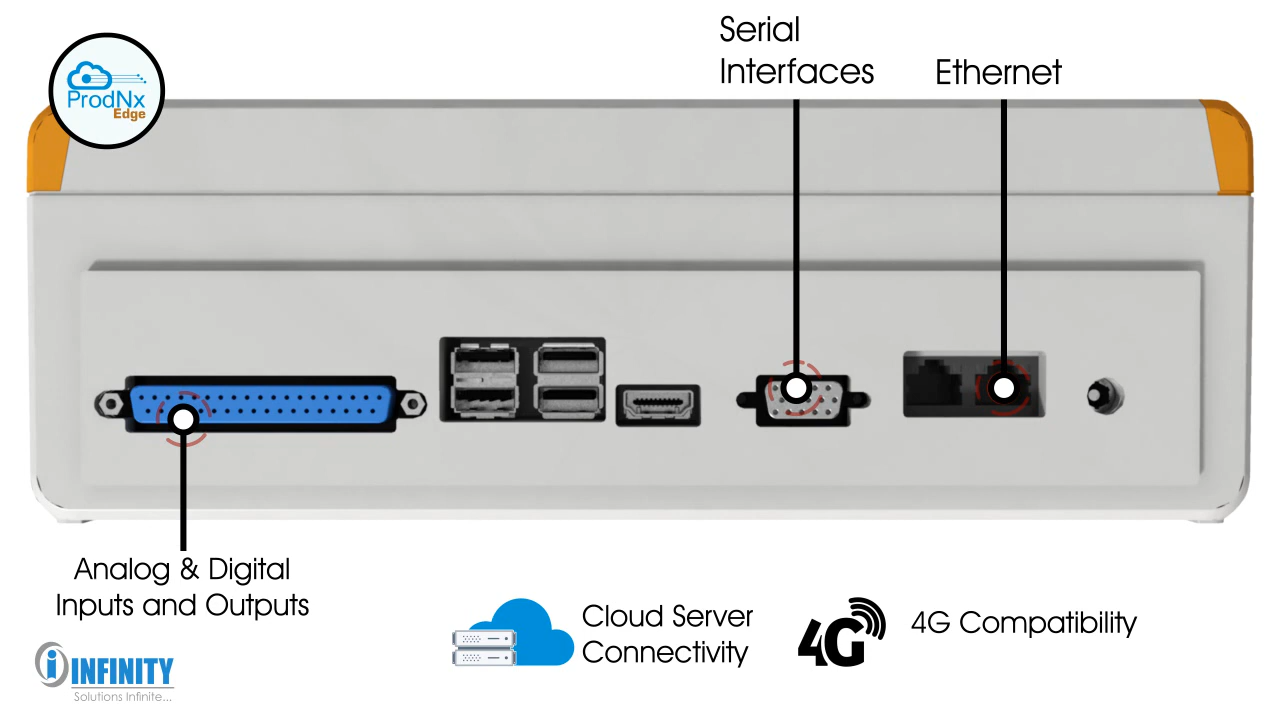 Serial
Interfaces
Ethernet
ProdNx
Edge
Analog & Digital
Inputs and Outputs
Cloud Server
Connectivity
4G
4G Compatibility
i INFINITY
Solutions Infinite...